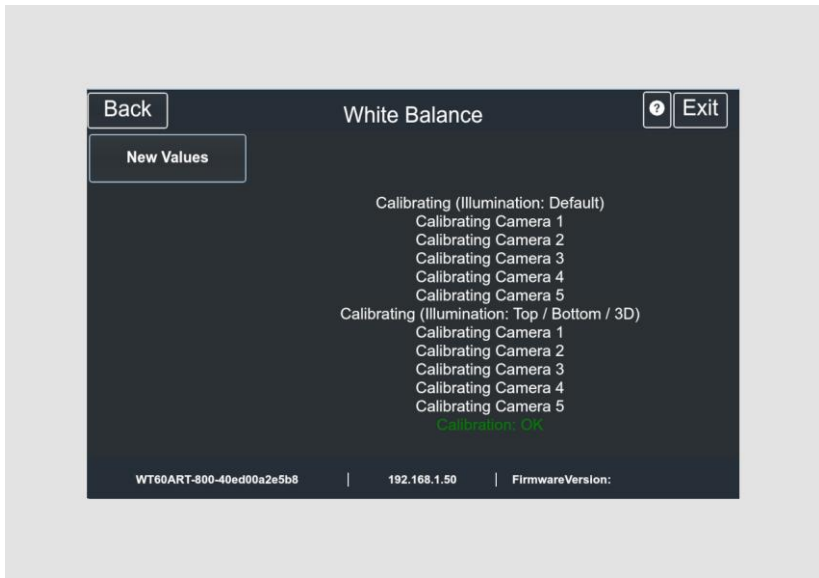 Back
White Balance
? Exit
New Values
Calibrating (Illumination: Default)
Calibrating Camera 1
Calibrating Camera 2
Calibrating Camera 3
Calibrating Camera 4
Calibrating Camera 5
Calibrating (Illumination: Top / Bottom / 3D)
Calibrating Camera 1
Calibrating Camera 2
Calibrating Camera 3
Calibrating Camera 4
Calibrating Camera 5
Calibration: OK
WT60ART-800-40ed00a2e5b8 | 192.168.1.50 | FirmwareVersion: